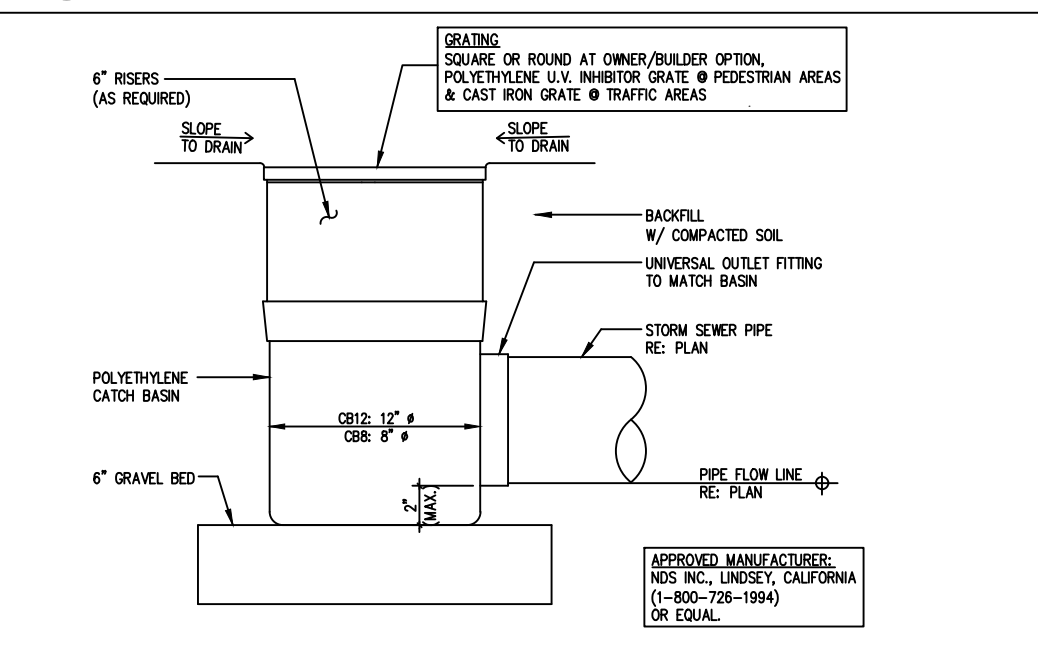 GRATING
SQUARE OR ROUND AT OWNER/BUILDER OPTION,
POLYETHYLENE U.V. INHIBITOR GRATE @ PEDESTRIAN AREAS
& CAST IRON GRATE @ TRAFFIC AREAS
6" RISERS
(AS REQUIRED)
SLOPE
TO DRAIN
SLOPE
TO DRAIN
BACKFILL
W/ COMPACTED SOIL
UNIVERSAL OUTLET FITTING
TO MATCH BASIN
STORM SEWER PIPE
RE: PLAN
POLYETHYLENE
CATCH BASIN
CB12: 12" ø
CB8: 8" ø
6" GRAVEL BED
2"
(MAX.)
PIPE FLOW LINE
RE: PLAN
APPROVED MANUFACTURER:
NDS INC., LINDSEY, CALIFORNIA
(1-800-726-1994)
OR EQUAL.